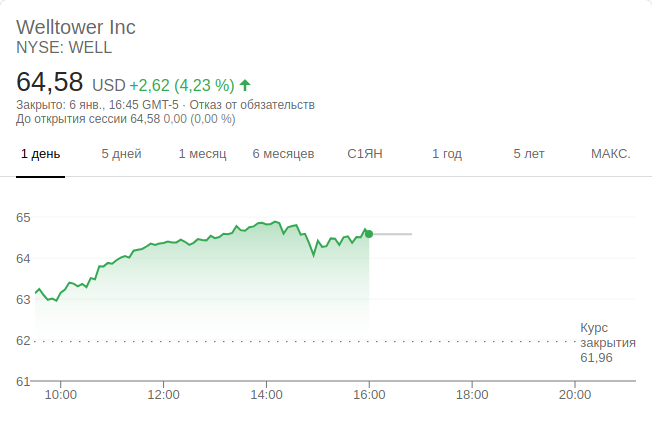 Welltower Inc
NYSE: WELL
64,58 USD +2,62 (4,23 %)
Закрыто: 6 янв., 16:45 GMT-5 · Отказ от обязательств
До открытия сессии 64,58 0,00 (0,00 %)
1 день 5 дней 1 месяц 6 месяцев С1ЯН 1 год 5 лет МАКС.
65
64
63
62
61
Курс
закрытия
61,96
10:00 12:00 14:00 16:00 18:00 20:00